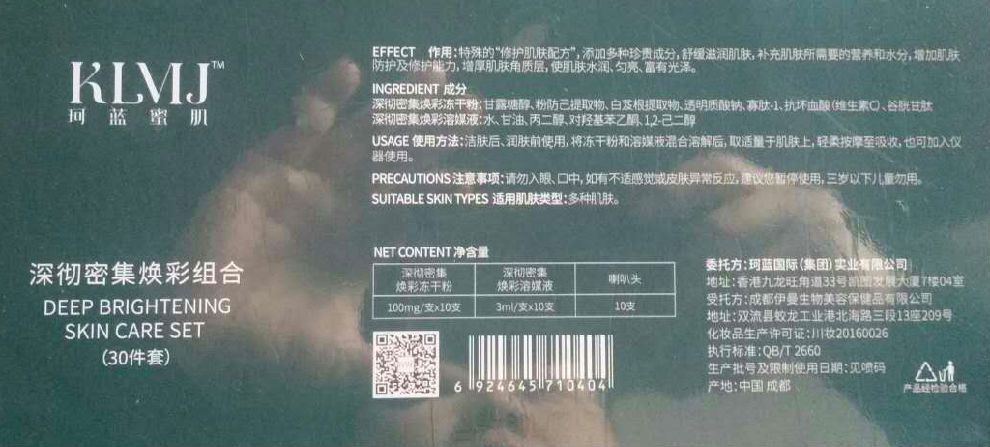 KLMJ™
珂蓝蜜肌
深彻密集焕彩组合
DEEP BRIGHTENING
SKIN CARE SET
（30件套）
EFFECT 作用：特殊的“修护肌肤配方”，添加多种珍贵成分，舒缓滋润肌肤，补充肌肤所需要的营养和水分，增加肌肤
防护及修护能力，增厚肌肤角质层，使肌肤水润、匀亮、富有光泽。
INGREDIENT 成分
深彻密集焕彩冻干粉：甘露糖醇、粉防己提取物、白芨根提取物、透明质酸钠、寡肽-1、抗坏血酸（维生素C）、谷胱甘肽
深彻密集焕彩溶媒液：水、甘油、丙二醇、对羟基苯乙酮、1,2-己二醇
USAGE 使用方法：洁肤后、润肤前使用，将冻干粉和溶媒液混合溶解后，取适量于肌肤上，轻柔按摩至吸收，也可加入仪
器使用。
PRECAUTIONS 注意事项：请勿入眼、口中，如有不适感觉或皮肤异常反应，建议您暂停使用，三岁以下儿童勿用。
SUITABLE SKIN TYPES 适用肌肤类型：多种肌肤。
NET CONTENT 净含量
深彻密集 深彻密集 喇叭头
焕彩冻干粉 焕彩溶媒液
100mg/支x10支 3ml/支x10支 10支
6 924645 710404
委托方：珂蓝国际（集团）实业有限公司
地址：香港九龙旺角道33号凯途发展大厦7楼04室
受托方：成都伊曼生物美容保健品有限公司
地址：双流县蛟龙工业港北海路三段13座209号
化妆品生产许可证：川妆20160026
执行标准：QB/T 2660
生产批号及限制使用日期：见喷码
产地：中国 成都
产品经检验合格